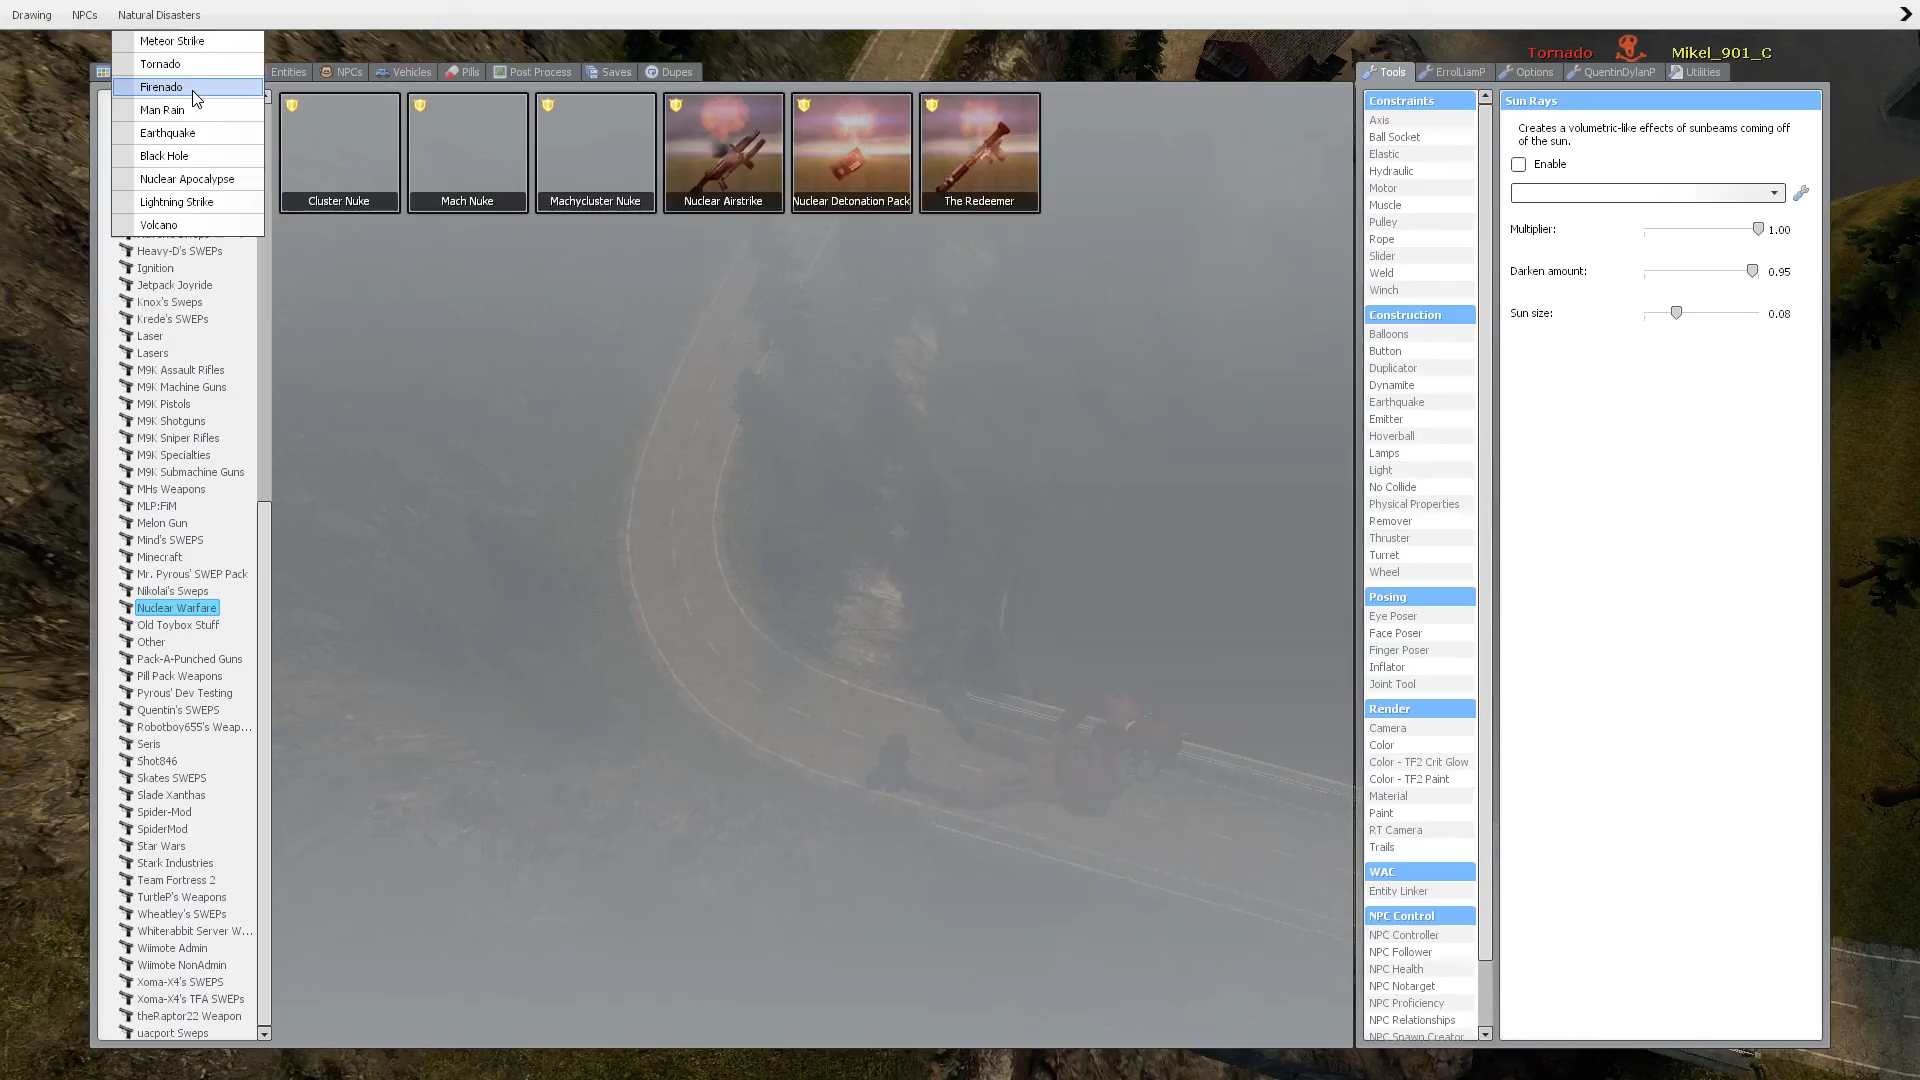 Drawing NPCs Natural Disasters
Meteor Strike
Tornado
Firenado
Man Rain
Earthquake
Black Hole
Nuclear Apocalypse
Lightning Strike
Volcano
Tornado Mikel_901_C
Entities NPCs Vehicles Pills Post Process Saves Dupes
Heavy-D's SWEPs
Ignition
Jetpack Joyride
Knox's Sweps
Krede's SWEPs
Laser
Lasers
M9K Assault Rifles
M9K Machine Guns
M9K Pistols
M9K Shotguns
M9K Sniper Rifles
M9K Specialties
M9K Submachine Guns
MHs Weapons
MLP:FiM
Melon Gun
Mind's SWEPS
Minecraft
Mr. Pyrous' SWEP Pack
Nikolai's Sweps
Nuclear Warfare
Old Toybox Stuff
Other
Pack-A-Punched Guns
Pill Pack Weapons
Pyrous' Dev Testing
Quentin's SWEPS
Robotboy655's Weap...
Seris
Shot846
Skates SWEPS
Slade Xanthas
Spider-Mod
SpiderMod
Star Wars
Stark Industries
Team Fortress 2
TurtleP's Weapons
Wheatley's SWEPs
Whiterabbit Server W...
Wiimote Admin
Wiimote NonAdmin
Xoma-X4's SWEPS
Xoma-X4's TFA SWEPs
theRaptor22 Weapon
uacport Sweps
Cluster Nuke
Mach Nuke
Machycluster Nuke
Nuclear Airstrike
Nuclear Detonation Pack
The Redeemer
Tools ErrolLiamP Options QuentinDylanP Utilities
Constraints
Axis
Ball Socket
Elastic
Hydraulic
Motor
Muscle
Pulley
Rope
Slider
Weld
Winch
Construction
Balloons
Button
Duplicator
Dynamite
Earthquake
Emitter
Hoverball
Lamps
Light
No Collide
Physical Properties
Remover
Thruster
Turret
Wheel
Posing
Eye Poser
Face Poser
Finger Poser
Inflator
Joint Tool
Render
Camera
Color
Color - TF2 Crit Glow
Color - TF2 Paint
Material
Paint
RT Camera
Trails
WAC
Entity Linker
NPC Control
NPC Controller
NPC Follower
NPC Health
NPC Notarget
NPC Proficiency
NPC Relationships
NPC Spawn Creator
Sun Rays
Creates a volumetric-like effects of sunbeams coming off
of the sun.
Enable
Multiplier: 1.00
Darken amount: 0.95
Sun size: 0.08